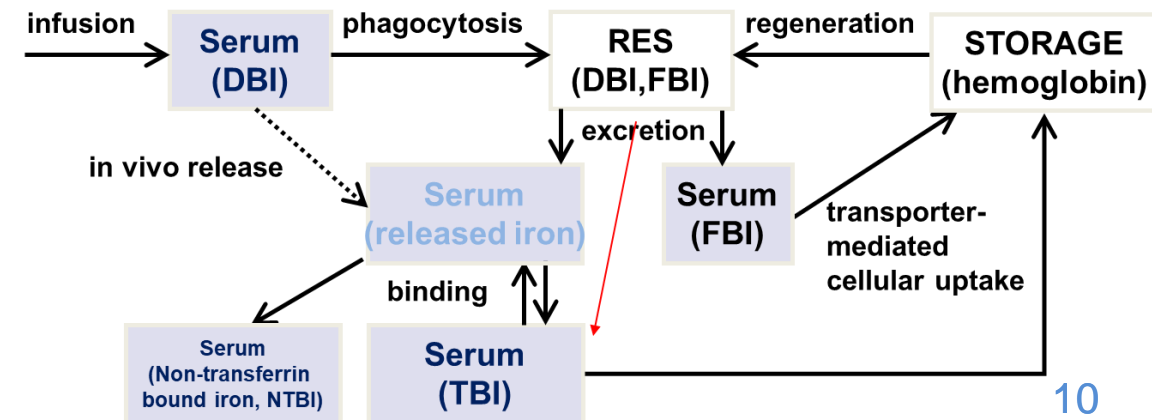 infusion
Serum
(DBI)
phagocytosis
RES
(DBI,FBI)
regeneration
STORAGE
(hemoglobin)
excretion
in vivo release
Serum
(released iron)
Serum
(FBI)
transporter-
mediated
cellular uptake
binding
Serum
(Non-transferrin
bound iron, NTBI)
Serum
(TBI)
10